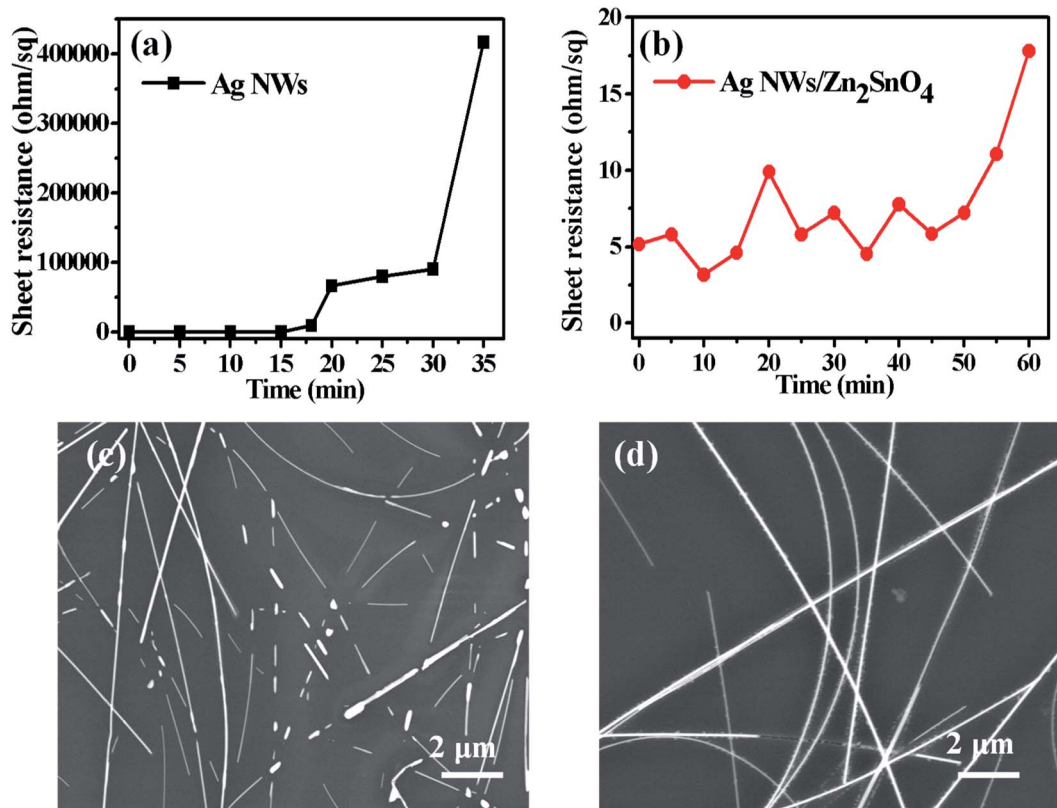 (a)
Ag NWs
Sheet resistance (ohm/sq)
400000
300000
200000
100000
0
0 5 10 15 20 25 30 35
Time (min)
(b)
Ag NWs/Zn₂SnO₄
Sheet resistance (ohm/sq)
20
15
10
5
0
0 10 20 30 40 50 60
Time (min)
(c)
2 µm
(d)
2 µm